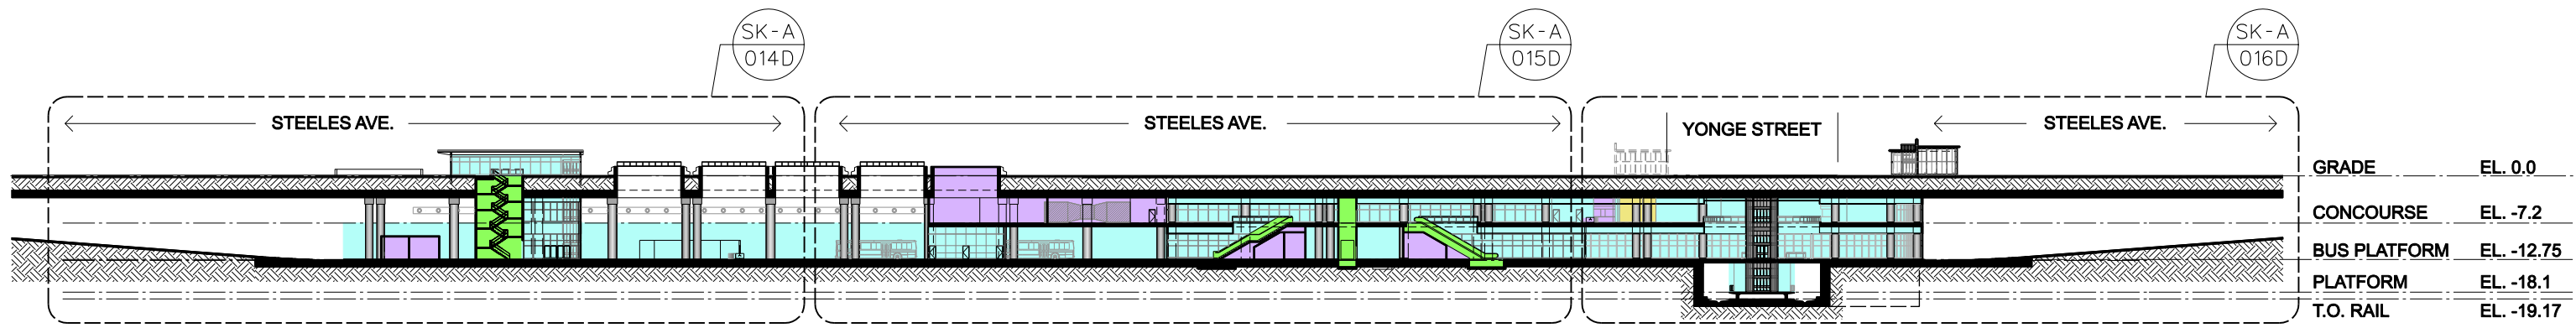 SK-A
014D
SK-A
015D
SK-A
016D
STEELES AVE.
STEELES AVE.
YONGE STREET
STEELES AVE.
GRADE EL. 0.0
CONCOURSE EL. -7.2
BUS PLATFORM EL. -12.75
PLATFORM EL. -18.1
T.O. RAIL EL. -19.17